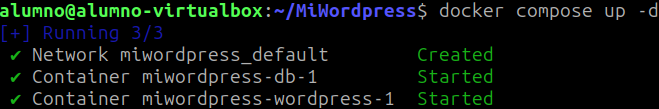 alumno@alumno-virtualbox:~/MiWordpress$ docker compose up -d
[+] Running 3/3
✔ Network miwordpress_default Created
✔ Container miwordpress-db-1 Started
✔ Container miwordpress-wordpress-1 Started